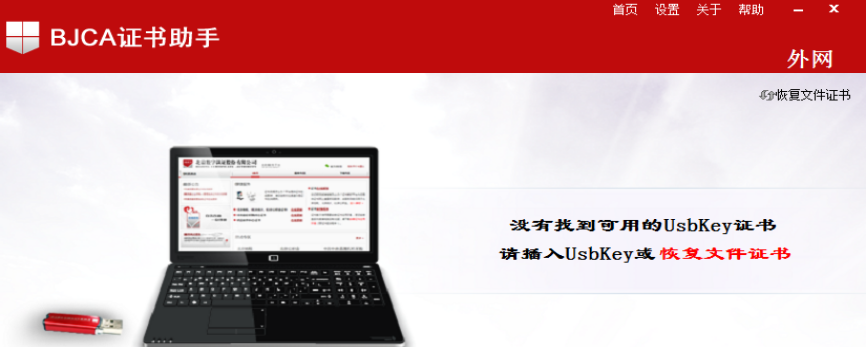 首页 设置 关于 帮助
BJCA证书助手
外网
恢复文件证书
没有找到可用的UsbKey证书
请插入UsbKey或恢复文件证书